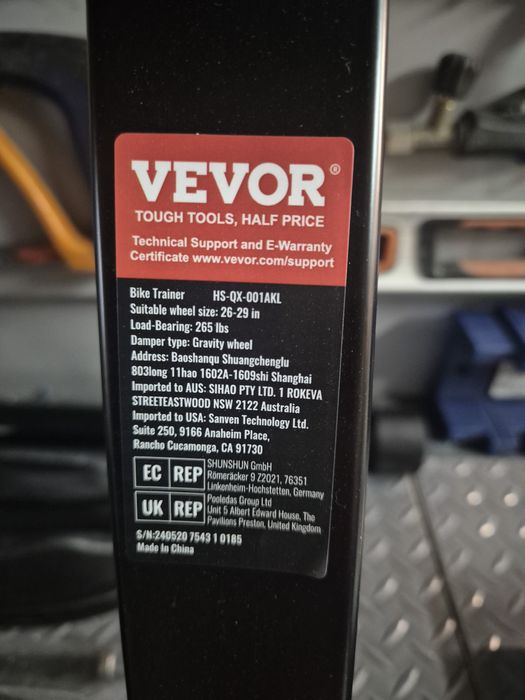 VEVOR®
TOUGH TOOLS, HALF PRICE
Technical Support and E-Warranty
Certificate www.vevor.com/support
Bike Trainer HS-QX-001AKL
Suitable wheel size: 26-29 in
Load-Bearing: 265 lbs
Damper type: Gravity wheel
Address: Baoshanqu Shuangchenglu
803long 11hao 1602A-1609shi Shanghai
Imported to AUS: SIHAO PTY LTD. 1 ROKEVA
STREETEASTWOOD NSW 2122 Australia
Imported to USA: Sanven Technology Ltd.
Suite 250, 9166 Anaheim Place,
Rancho Cucamonga, CA 91730
EC REP
SHUNSHUN GmbH
Römeräcker 9 Z2021, 76351
Linkenheim-Hochstetten, Germany
UK REP
Pooledas Group Ltd
Unit 5 Albert Edward House, The
Pavilions Preston, United Kingdom
S/N:240520 7543 1 0185
Made In China